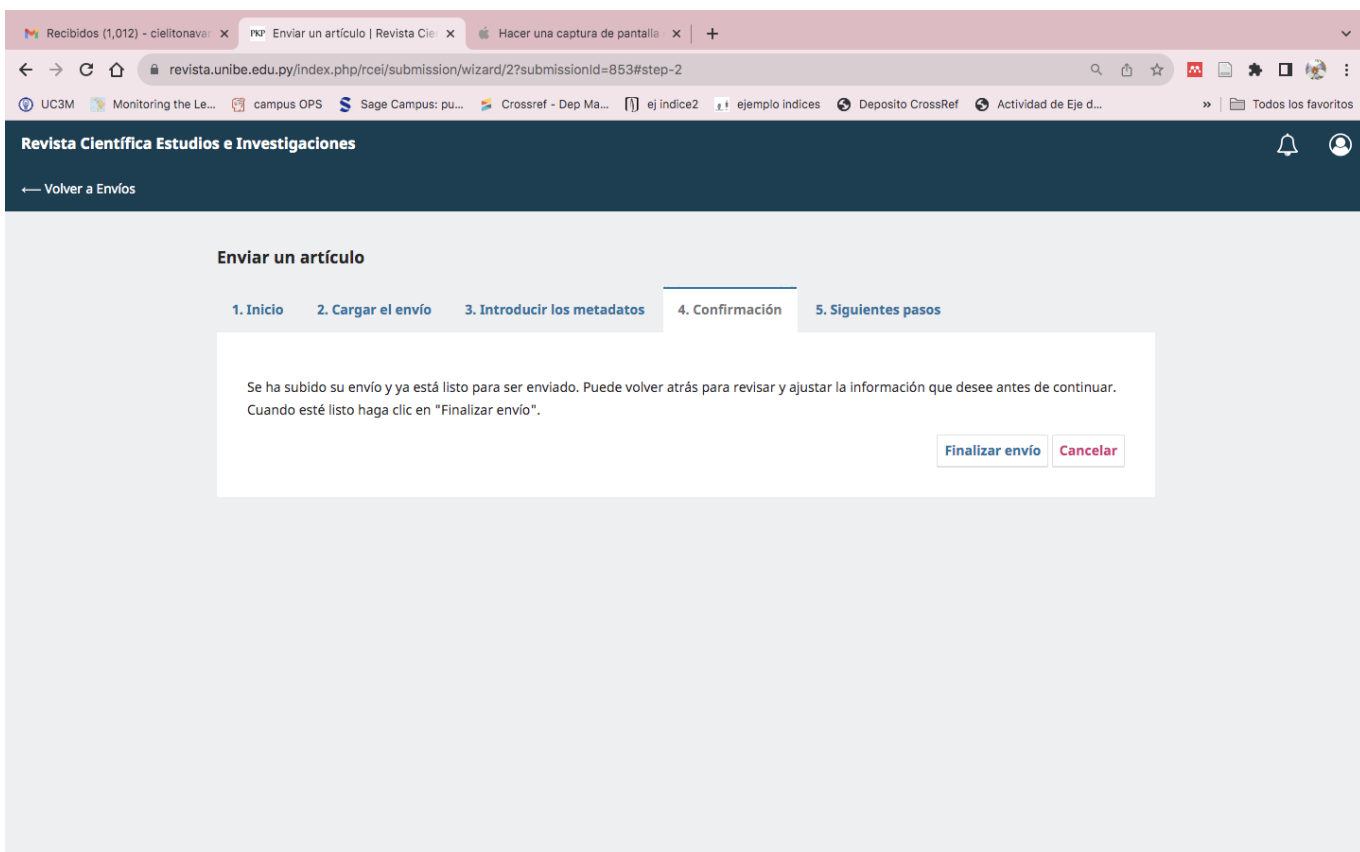 Recibidos (1,012) - cielitonavar
PKP Enviar un artículo | Revista Cie
Hacer una captura de pantalla
revista.unibe.edu.py/index.php/rcei/submission/wizard/2?submissionId=853#step-2
UC3M Monitoring the Le... campus OPS Sage Campus: pu... Crossref - Dep Ma... ej indice2 ejemplo indices Deposito CrossRef Actividad de Eje d... » Todos los favoritos
Revista Científica Estudios e Investigaciones
← Volver a Envíos
Enviar un artículo
1. Inicio 2. Cargar el envío 3. Introducir los metadatos 4. Confirmación 5. Siguientes pasos
Se ha subido su envío y ya está listo para ser enviado. Puede volver atrás para revisar y ajustar la información que desee antes de continuar.
Cuando esté listo haga clic en "Finalizar envío".
Finalizar envío Cancelar